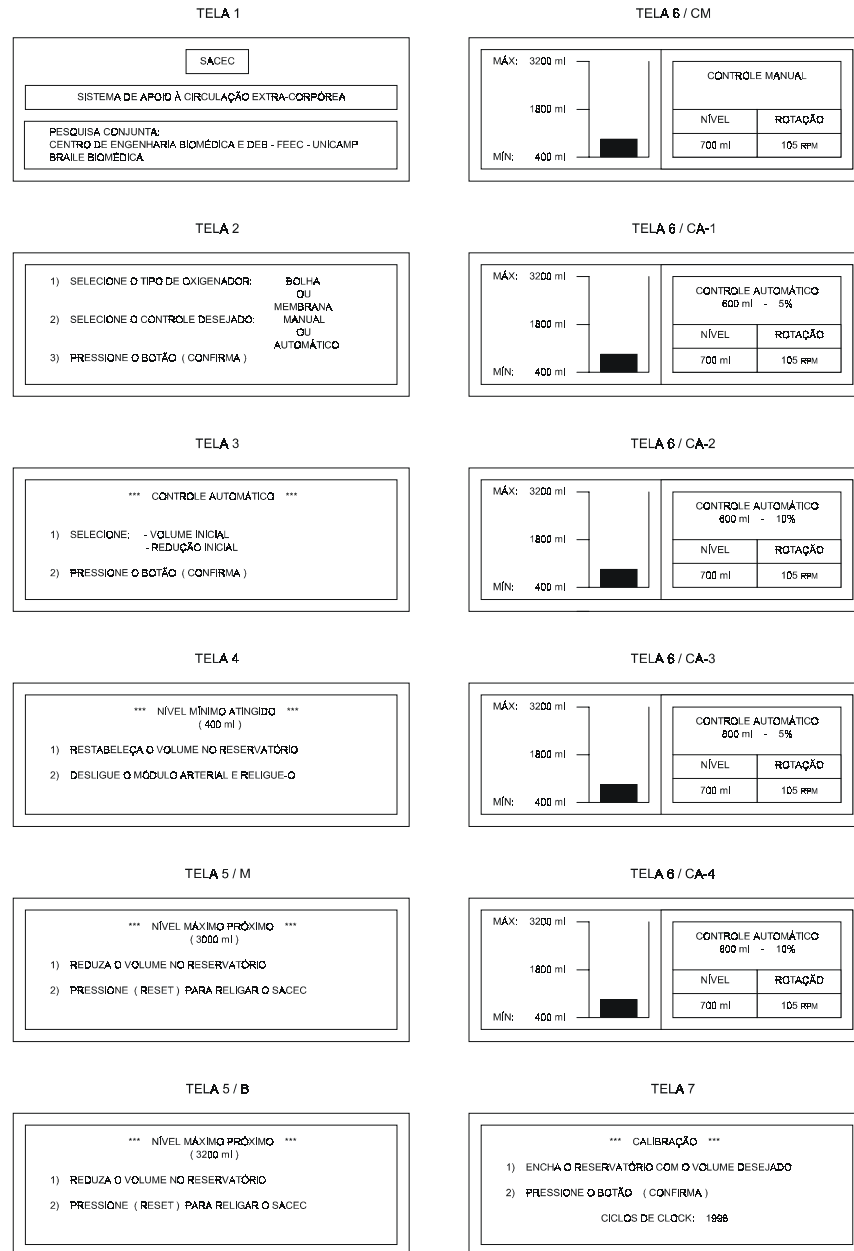 TELA 1
SACEC
SISTEMA DE APOIO À CIRCULAÇÃO EXTRA-CORPÓREA
PESQUISA CONJUNTA:
CENTRO DE ENGENHARIA BIOMÉDICA E DEB - FEEC - UNICAMP
BRAILE BIOMÉDICA
TELA 2
1) SELECIONE O TIPO DE OXIGENADOR: BOLHA
OU
MEMBRANA
2) SELECIONE O CONTROLE DESEJADO: MANUAL
OU
AUTOMÁTICO
3) PRESSIONE O BOTÃO ( CONFIRMA )
TELA 3
*** CONTROLE AUTOMÁTICO ***
1) SELECIONE: - VOLUME INICIAL
- REDUÇÃO INICIAL
2) PRESSIONE O BOTÃO ( CONFIRMA )
TELA 4
*** NÍVEL MÍNIMO ATINGIDO ***
( 400 ml )
1) RESTABELEÇA O VOLUME NO RESERVATÓRIO
2) DESLIGUE O MÓDULO ARTERIAL E RELIGUE-O
TELA 5 / M
*** NÍVEL MÁXIMO PRÓXIMO ***
( 3000 ml )
1) REDUZA O VOLUME NO RESERVATÓRIO
2) PRESSIONE ( RESET ) PARA RELIGAR O SACEC
TELA 5 / B
*** NÍVEL MÁXIMO PRÓXIMO ***
( 3200 ml )
1) REDUZA O VOLUME NO RESERVATÓRIO
2) PRESSIONE ( RESET ) PARA RELIGAR O SACEC
TELA 6 / CM
MÁX: 3200 ml
1800 ml
MÍN: 400 ml
CONTROLE MANUAL
NÍVEL ROTAÇÃO
700 ml 105 RPM
TELA 6 / CA-1
MÁX: 3200 ml
1800 ml
MÍN: 400 ml
CONTROLE AUTOMÁTICO
600 ml - 5%
NÍVEL ROTAÇÃO
700 ml 105 RPM
TELA 6 / CA-2
MÁX: 3200 ml
1800 ml
MÍN: 400 ml
CONTROLE AUTOMÁTICO
600 ml - 10%
NÍVEL ROTAÇÃO
700 ml 105 RPM
TELA 6 / CA-3
MÁX: 3200 ml
1800 ml
MÍN: 400 ml
CONTROLE AUTOMÁTICO
800 ml - 5%
NÍVEL ROTAÇÃO
700 ml 105 RPM
TELA 6 / CA-4
MÁX: 3200 ml
1800 ml
MÍN: 400 ml
CONTROLE AUTOMÁTICO
800 ml - 10%
NÍVEL ROTAÇÃO
700 ml 105 RPM
TELA 7
*** CALIBRAÇÃO ***
1) ENCHA O RESERVATÓRIO COM O VOLUME DESEJADO
2) PRESSIONE O BOTÃO ( CONFIRMA )
CICLOS DE CLOCK: 1998